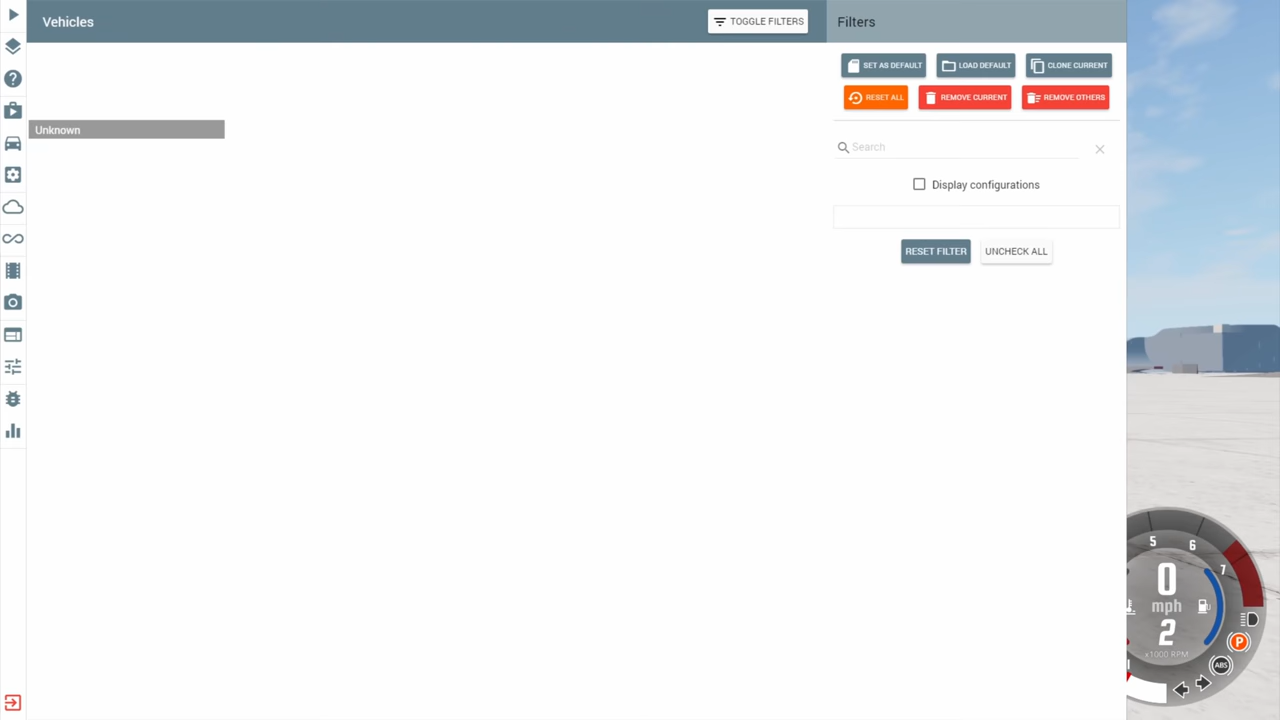 Vehicles
TOGGLE FILTERS
Filters
SET AS DEFAULT
LOAD DEFAULT
CLONE CURRENT
RESET ALL
REMOVE CURRENT
REMOVE OTHERS
Unknown
Search
Display configurations
RESET FILTER
UNCHECK ALL
5
6
7
0
mph
2
x1000 RPM
P
ABS